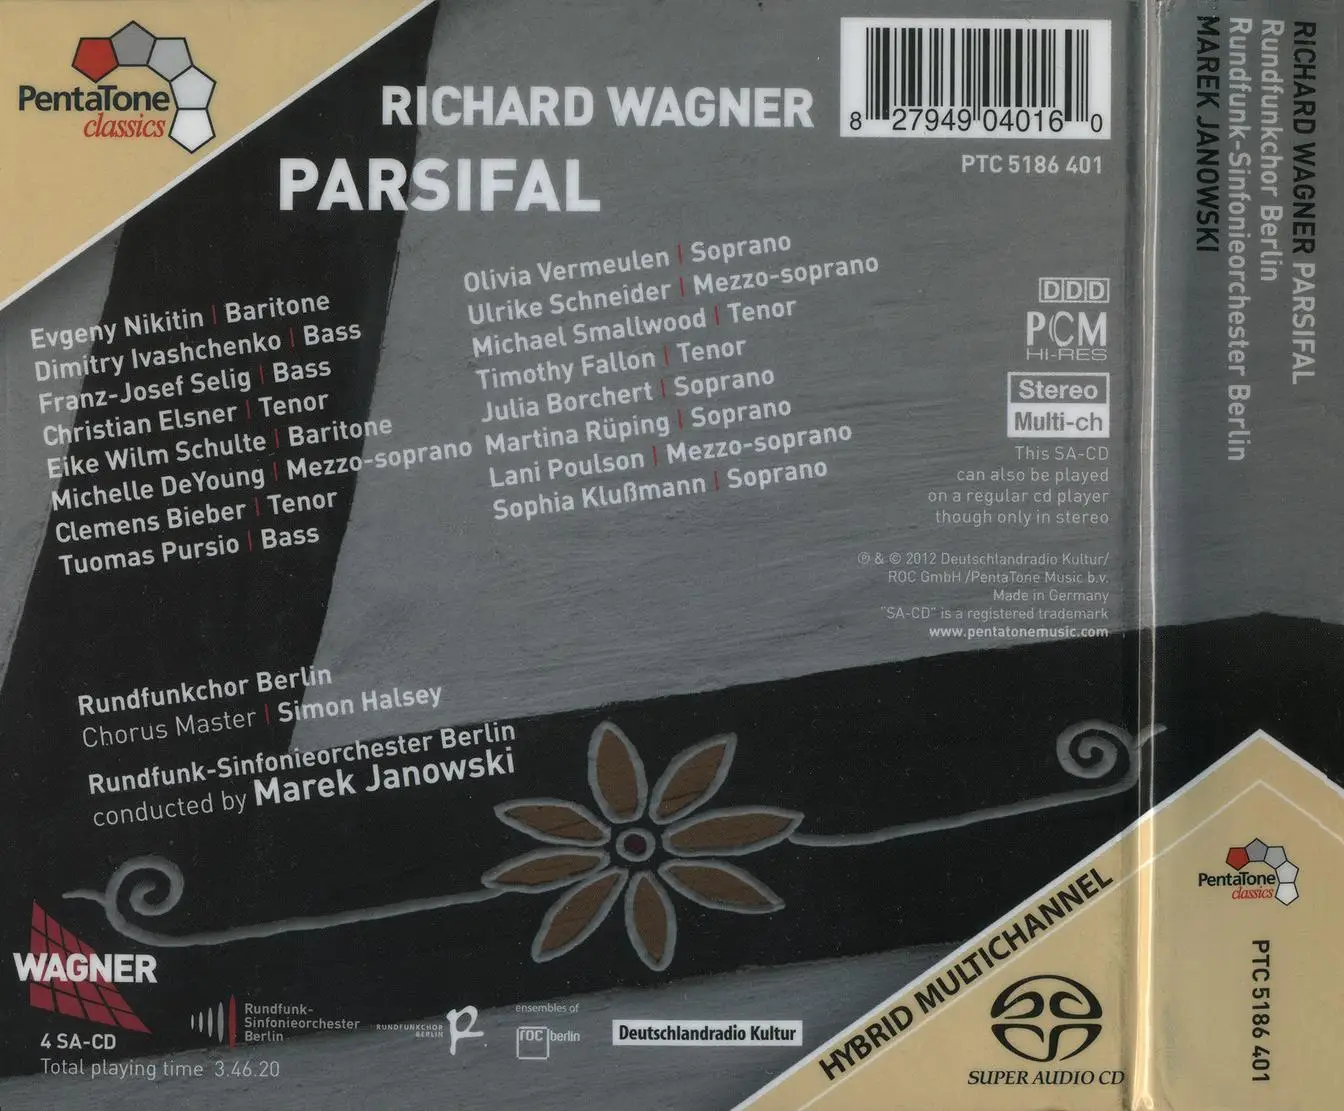 PentaTone
classics
RICHARD WAGNER
PARSIFAL
8 27949 04016 0
PTC 5186 401
Evgeny Nikitin | Baritone
Dimitry Ivashchenko | Bass
Franz-Josef Selig | Bass
Christian Elsner | Tenor
Eike Wilm Schulte | Baritone
Michelle DeYoung | Mezzo-soprano
Clemens Bieber | Tenor
Tuomas Pursio | Bass
Olivia Vermeulen | Soprano
Ulrike Schneider | Mezzo-soprano
Michael Smallwood | Tenor
Timothy Fallon | Tenor
Julia Borchert | Soprano
Martina Rüping | Soprano
Lani Poulson | Mezzo-soprano
Sophia Klußmann | Soprano
DDD
PCM
HI-RES
Stereo
Multi-ch
This SA-CD
can also be played
on a regular cd player
though only in stereo
℗ & © 2012 Deutschlandradio Kultur/
ROC GmbH /PentaTone Music b.v.
Made in Germany
"SA-CD" is a registered trademark
www.pentatonemusic.com
Rundfunkchor Berlin
Chorus Master | Simon Halsey
Rundfunk-Sinfonieorchester Berlin
conducted by Marek Janowski
WAGNER
4 SA-CD
Total playing time 3.46.20
Rundfunk-
Sinfonieorchester
Berlin
RUNDFUNKCHOR
BERLIN
ensembles of
roc berlin
Deutschlandradio Kultur
HYBRID MULTICHANNEL
SUPER AUDIO CD
RICHARD WAGNER PARSIFAL
Rundfunkchor Berlin
Rundfunk-Sinfonieorchester Berlin
MAREK JANOWSKI
PentaTone
classics
PTC 5186 401